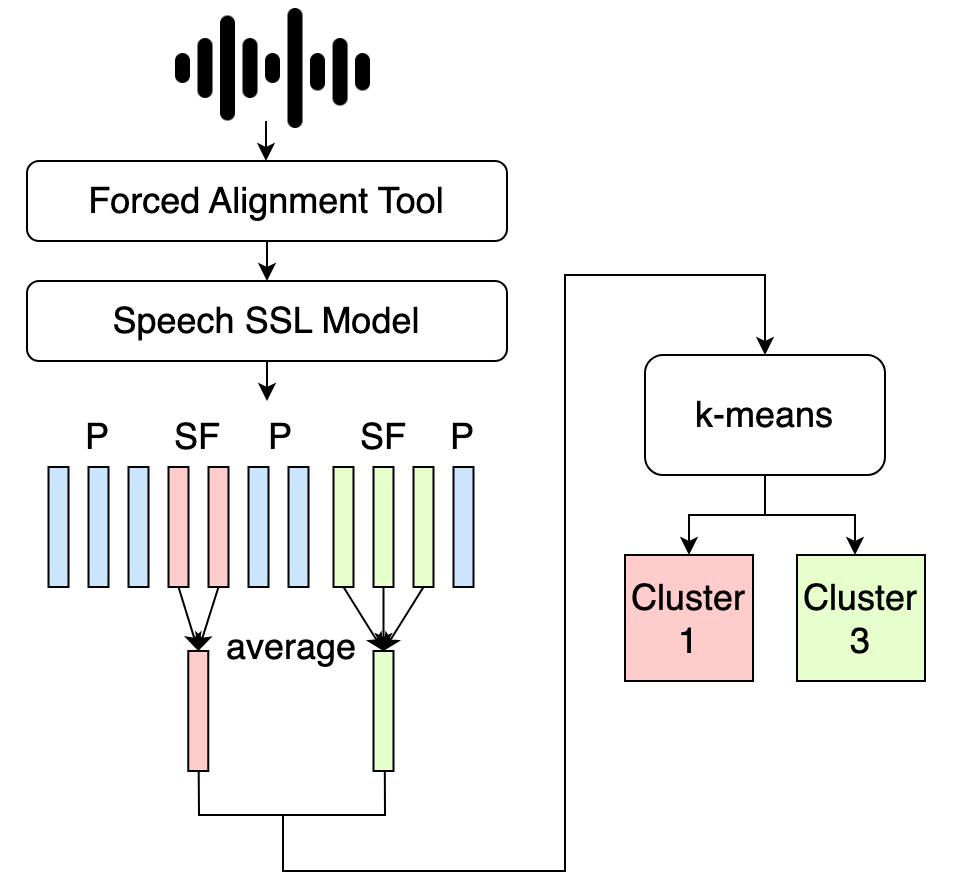 Forced Alignment Tool
Speech SSL Model
P SF P SF P
average
k-means
Cluster
1
Cluster
3